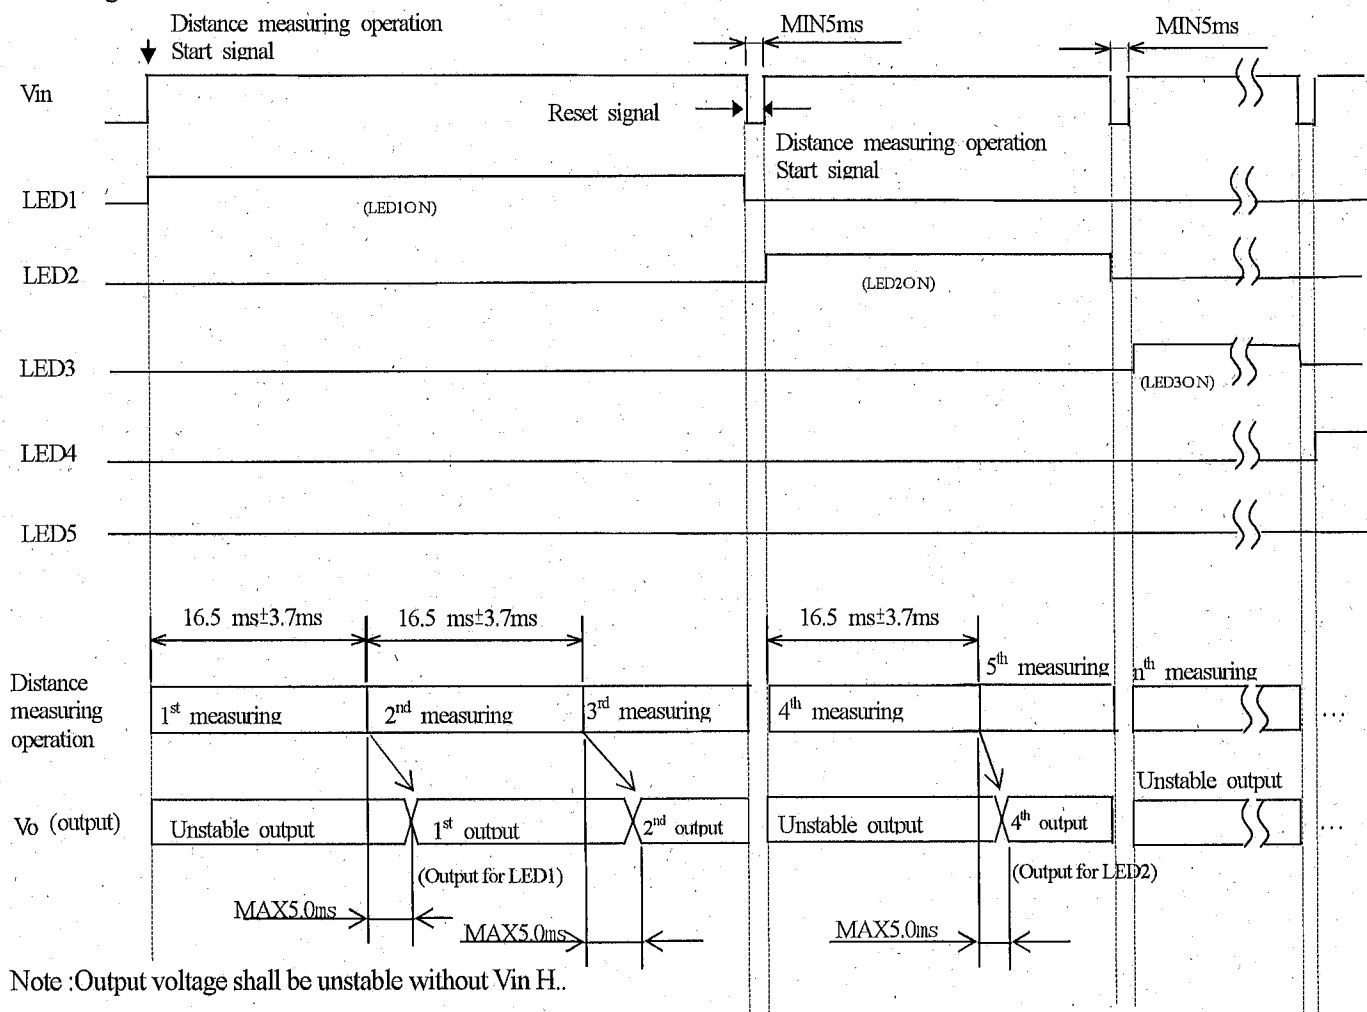 Distance measuring operation
Start signal
MIN5ms
MIN5ms
Vin
Reset signal
Distance measuring operation
Start signal
LED1
(LED1ON)
LED2
(LED2ON)
LED3
(LED3ON)
LED4
LED5
16.5 ms±3.7ms
16.5 ms±3.7ms
16.5 ms±3.7ms
Distance
measuring
operation
1st measuring
2nd measuring
3rd measuring
4th measuring
5th measuring
nth measuring
...
Vo (output)
Unstable output
1st output
2nd output
Unstable output
4th output
Unstable output
...
(Output for LED1)
(Output for LED2)
MAX5.0ms
MAX5.0ms
MAX5.0ms
Note :Output voltage shall be unstable without Vin H..